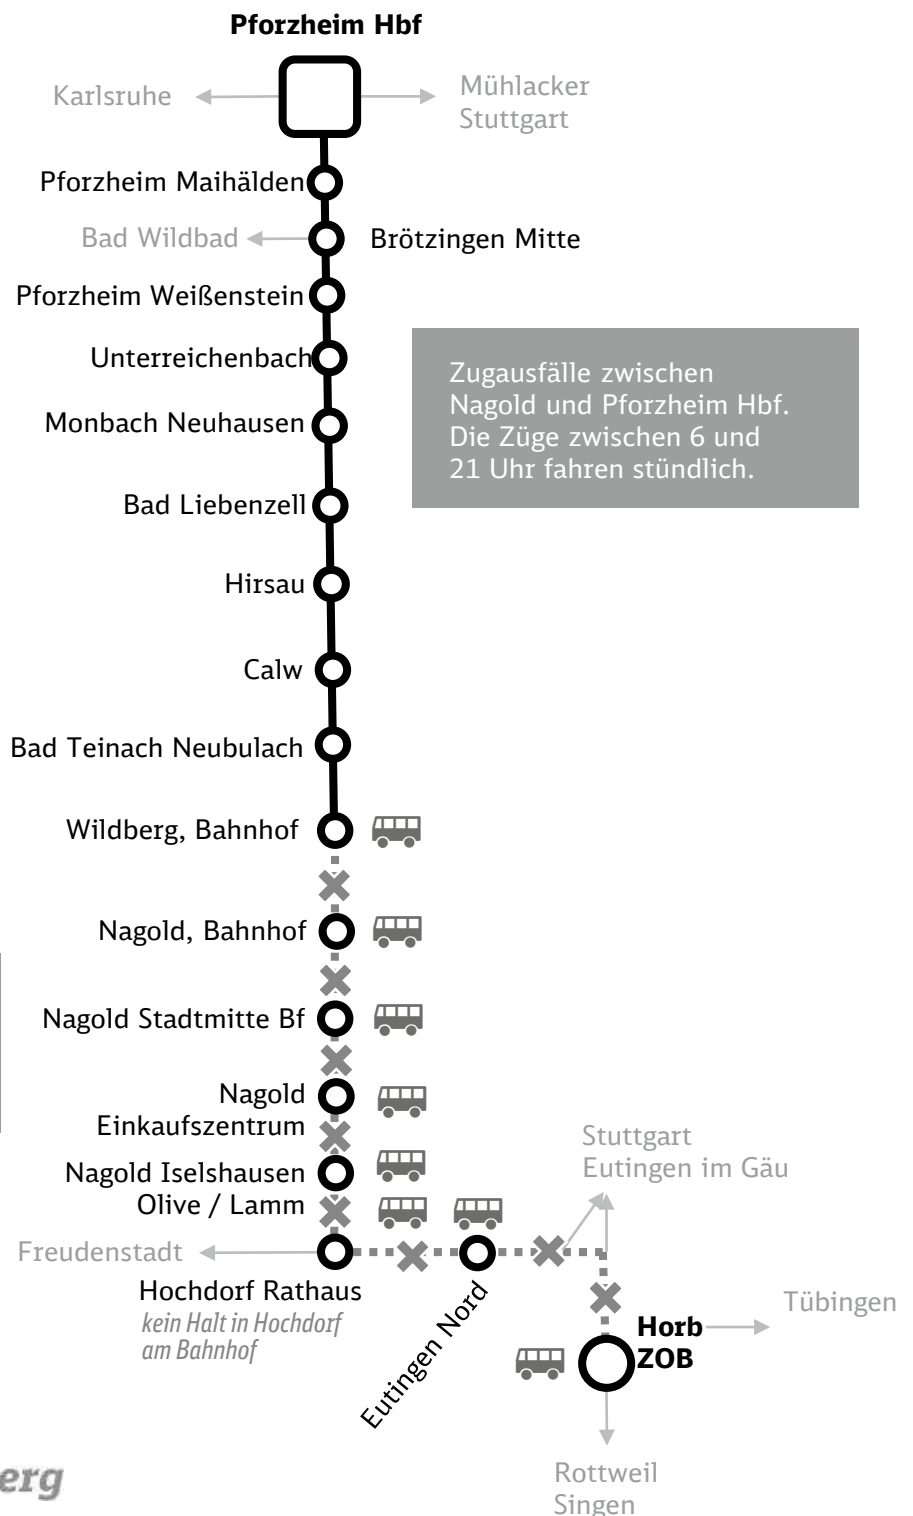 Pforzheim Hbf
Karlsruhe
Mühlacker
Stuttgart
Pforzheim Maihälden
Bad Wildbad
Brötzingen Mitte
Pforzheim Weißenstein
Unterreichenbach
Zugausfälle zwischen
Nagold und Pforzheim Hbf.
Die Züge zwischen 6 und
21 Uhr fahren stündlich.
Monbach Neuhausen
Bad Liebenzell
Hirsau
Calw
Bad Teinach Neubulach
Wildberg, Bahnhof
Nagold, Bahnhof
Nagold Stadtmitte Bf
Nagold
Einkaufszentrum
Nagold Iselshausen
Olive / Lamm
Stuttgart
Eutingen im Gäu
Freudenstadt
Hochdorf Rathaus
kein Halt in Hochdorf
am Bahnhof
Eutingen Nord
Tübingen
Horb
ZOB
Rottweil
Singen
erg